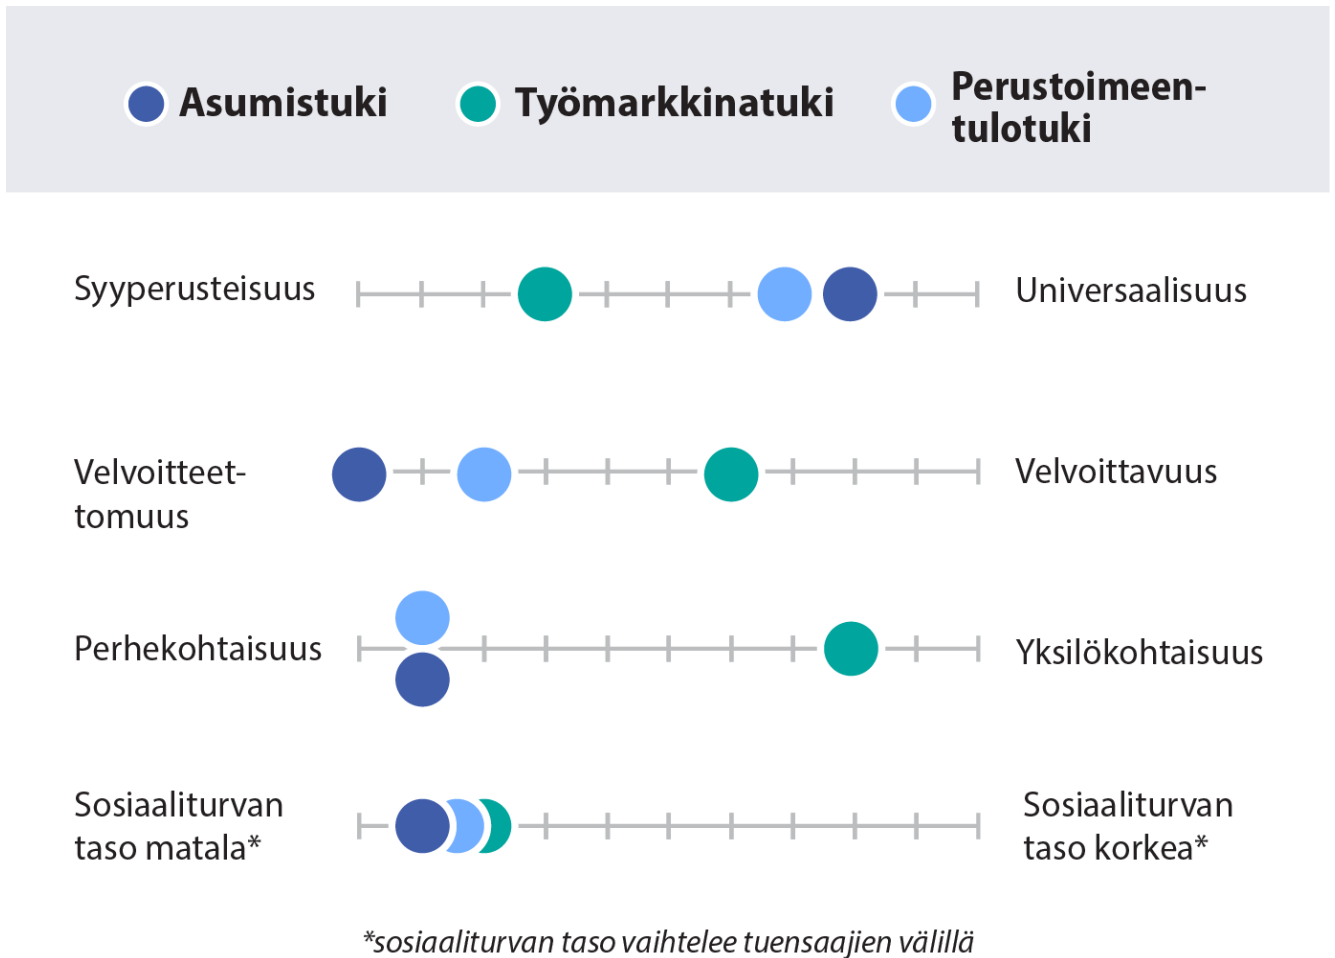 Asumistuki
Työmarkkinatuki
Perustoimeen-
tulotuki
Syyperusteisuus
Universaalisuus
Velvoitteet-
tomuus
Velvoittavuus
Perhekohtaisuus
Yksilökohtaisuus
Sosiaaliturvan
taso matala*
Sosiaaliturvan
taso korkea*
*sosiaaliturvan taso vaihtelee tuensaajien välillä